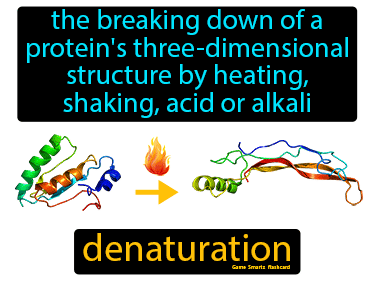 the breaking down of a
protein's three-dimensional
structure by heating,
shaking, acid or alkali
denaturation
Game Smartz flashcard